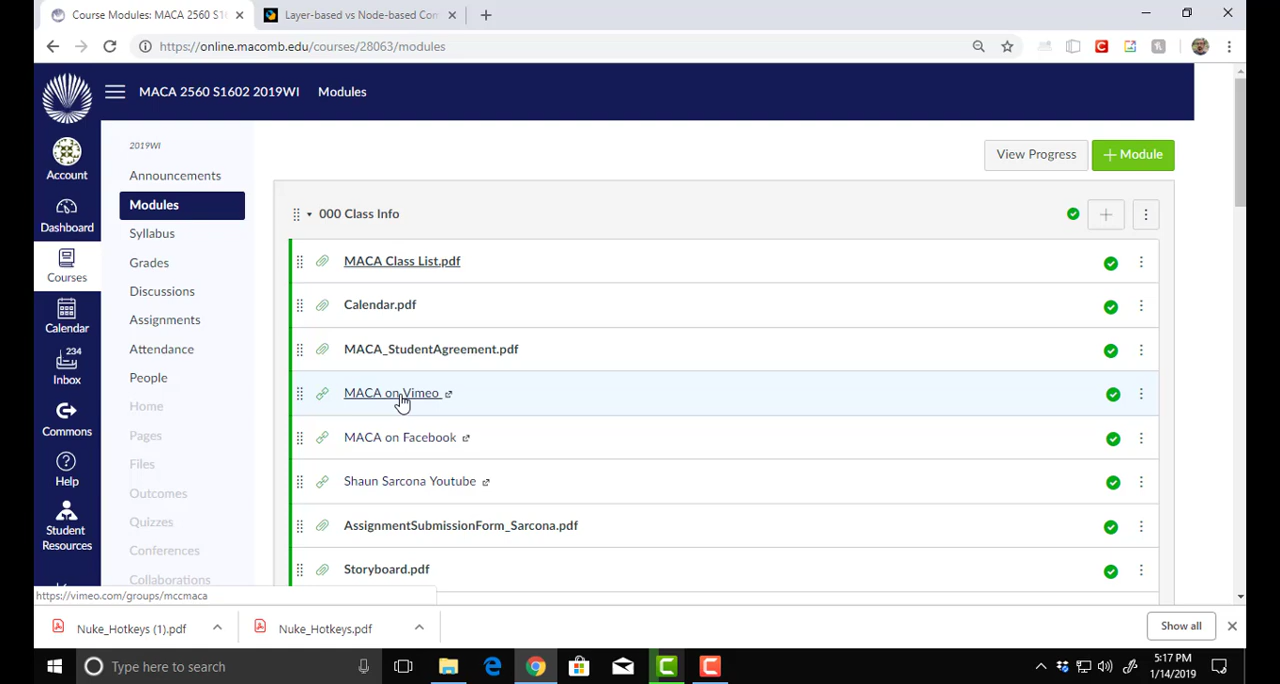 Course Modules: MACA 2560 S1
Layer-based vs Node-based Com
https://online.macomb.edu/courses/28063/modules
MACA 2560 S1602 2019WI Modules
Account
Dashboard
Courses
Calendar
234
Inbox
Commons
Help
Student
Resources
2019WI
Announcements
Modules
Syllabus
Grades
Discussions
Assignments
Attendance
People
Home
Pages
Files
Outcomes
Quizzes
Conferences
Collaborations
View Progress
+ Module
000 Class Info
MACA Class List.pdf
Calendar.pdf
MACA_StudentAgreement.pdf
MACA on Vimeo
MACA on Facebook
Shaun Sarcona Youtube
AssignmentSubmissionForm_Sarcona.pdf
Storyboard.pdf
https://vimeo.com/groups/mccmaca
Nuke_Hotkeys (1).pdf
Nuke_Hotkeys.pdf
Show all
Type here to search
5:17 PM
1/14/2019